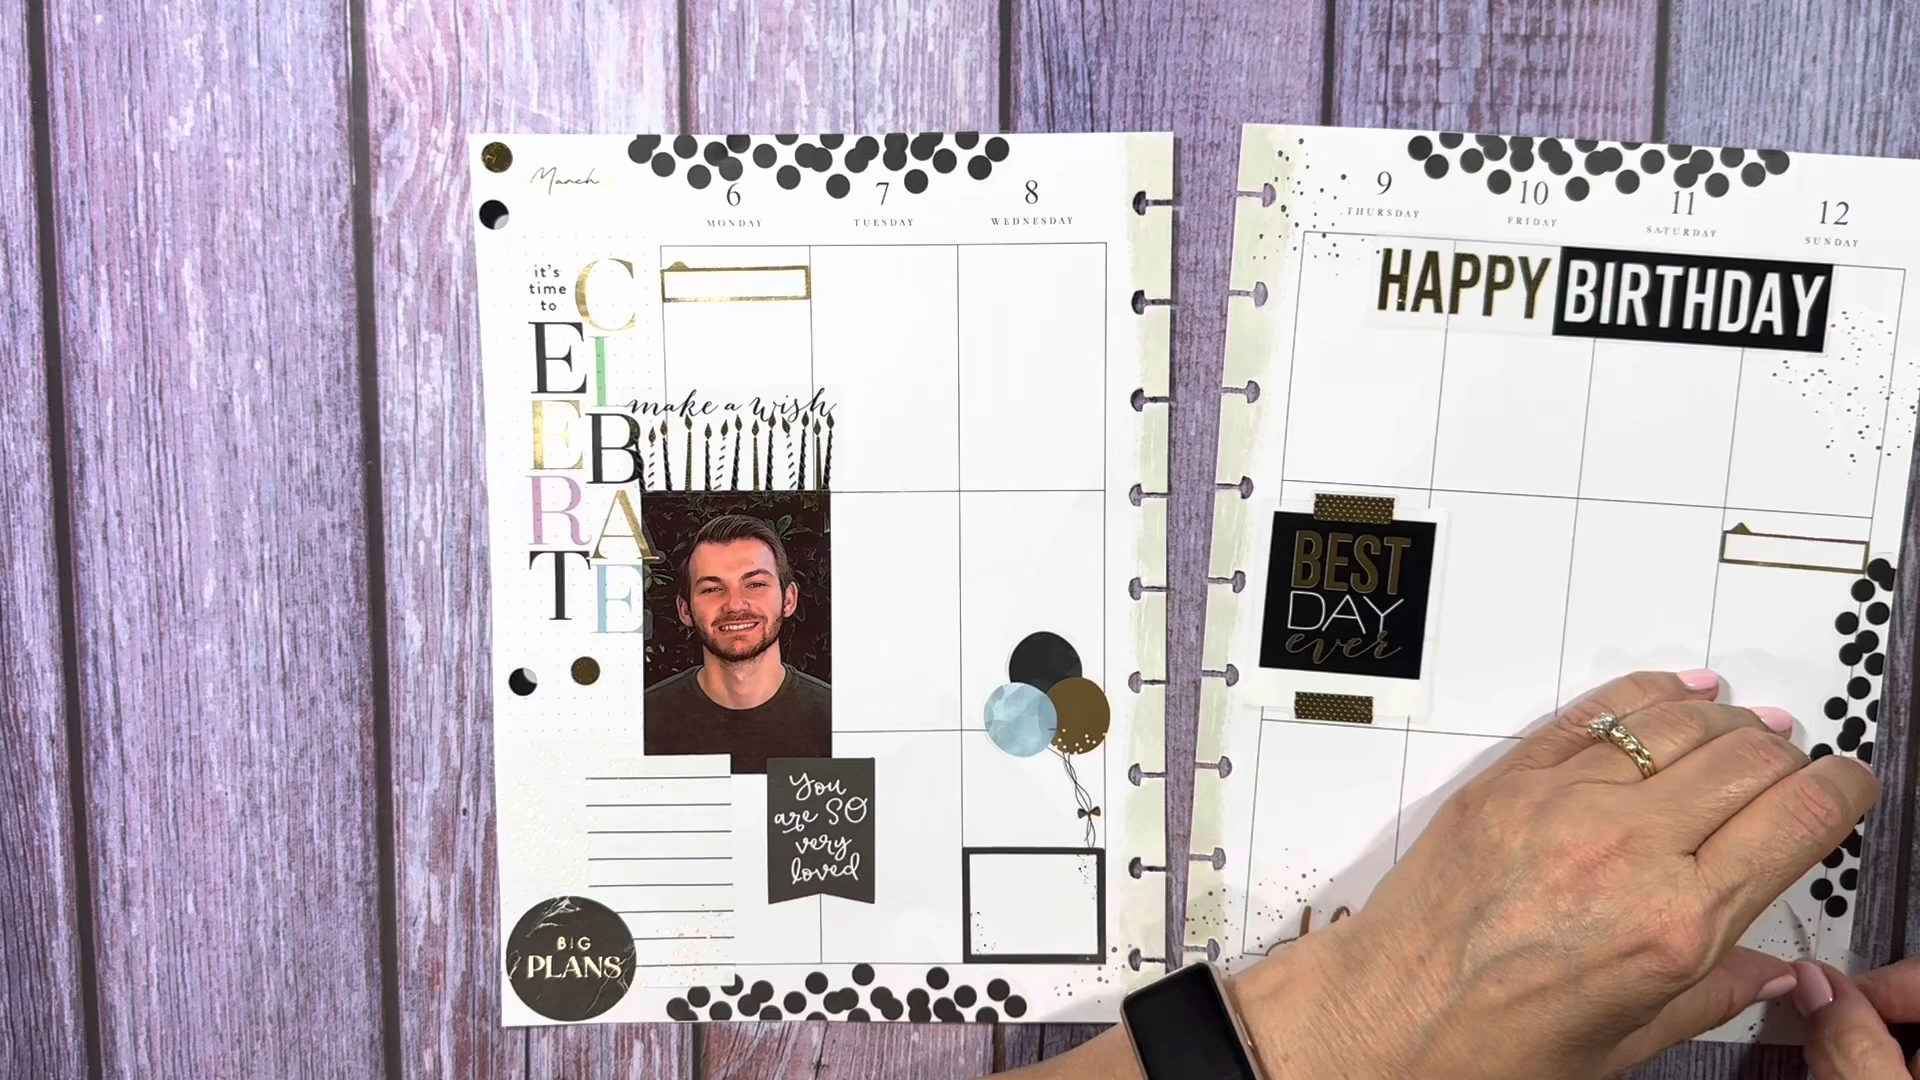 March
6
MONDAY
7
TUESDAY
8
WEDNESDAY
it's
time
to
CELEBRATE
make a wish
You
are so
very
loved
BIG
PLANS
9
THURSDAY
10
FRIDAY
11
SATURDAY
12
SUNDAY
HAPPY BIRTHDAY
BEST
DAY
ever